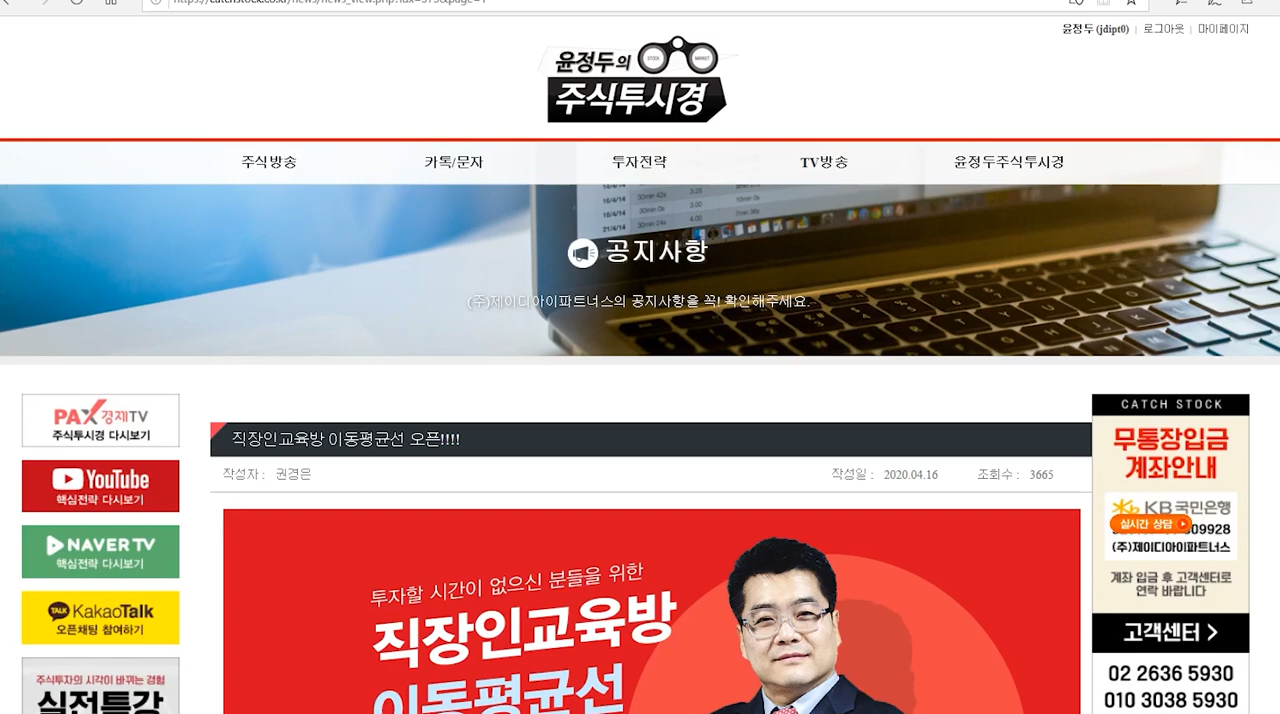 윤정두 (jdipt0) | 로그아웃 | 마이페이지
윤정두의
STOCK MARKET
주식투시경
주식방송 카톡/문자 투자전략 TV방송 윤정두주식투시경
공지사항
(주)제이디아이파트너스의 공지사항을 꼭! 확인해주세요.
PAX경제TV
주식투시경 다시보기
YouTube
핵심전략 다시보기
NAVER TV
핵심전략 다시보기
TALK KakaoTalk
오픈채팅 참여하기
주식투자의 시각이 바뀌는 경험
실전특강
직장인교육방 이동평균선 오픈!!!!
작성자 : 권경은 작성일 : 2020.04.16 조회수 : 3665
투자할 시간이 없으신 분들을 위한
직장인교육방
이동평균선
CATCH STOCK
무통장입금
계좌안내
KB국민은행
실시간 상담
09928
(주)제이디아이파트너스
계좌 입금 후 고객센터로
연락 바랍니다
고객센터 >
02 2636 5930
010 3038 5930